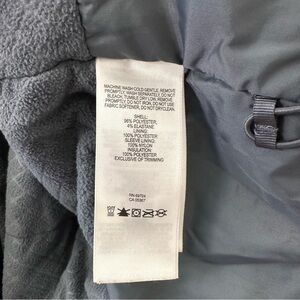 MACHINE WASH COLD GENTLE, REMOVE
PROMPTLY, WASH SEPARATELY, DO NOT
BLEACH, TUMBLE DRY LOW, REMOVE
PROMPTLY, DO NOT IRON, DO NOT USE
FABRIC SOFTENER, DO NOT DRYCLEAN.
SHELL:
96% POLYESTER,
4% ELASTANE
LINING:
100% POLYESTER
SLEEVE LINING:
100% NYLON
INSULATION:
100% POLYESTER
EXCLUSIVE OF TRIMMING